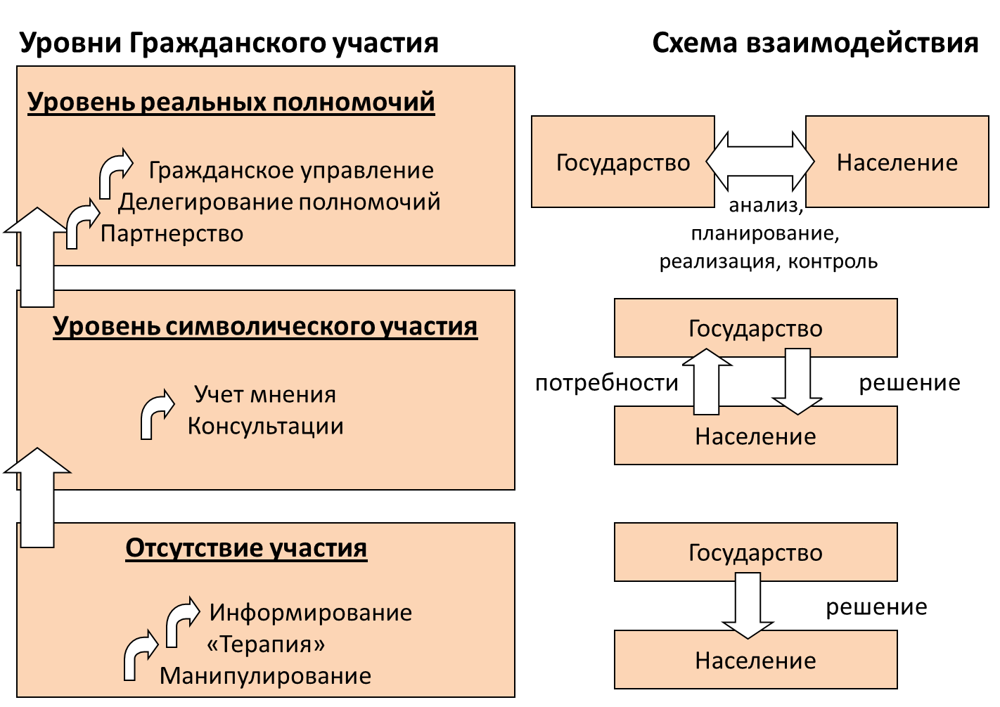 Уровни Гражданского участия
Схема взаимодействия
Уровень реальных полномочий
Гражданское управление
Делегирование полномочий
Партнерство
Государство
Население
анализ,
планирование,
реализация, контроль
Уровень символического участия
Учет мнения
Консультации
Государство
потребности
решение
Население
Отсутствие участия
Информирование
«Терапия»
Манипулирование
Государство
решение
Население